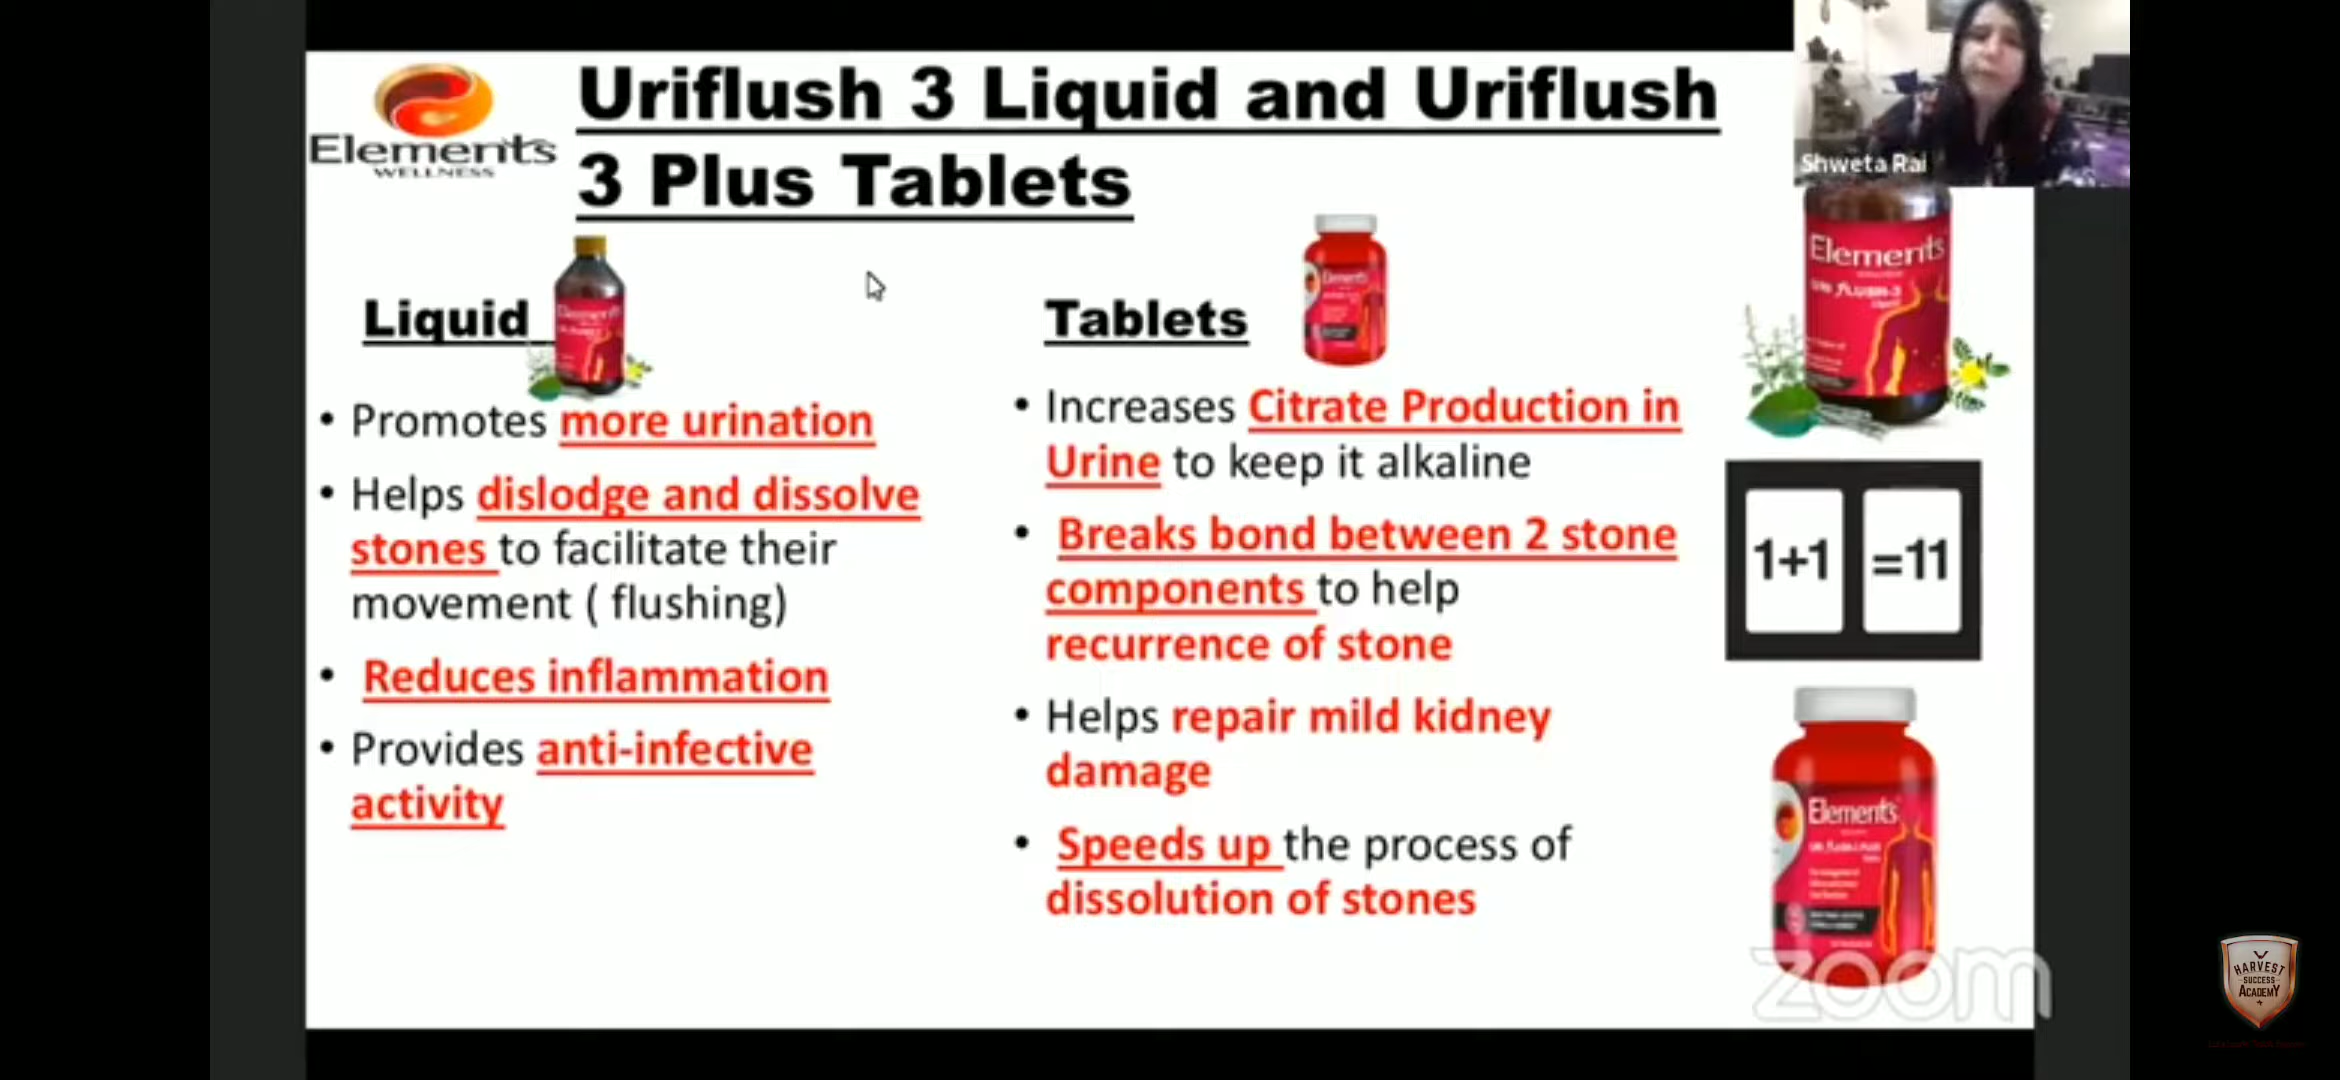 Elements
WELLNESS
Uriflush 3 Liquid and Uriflush
3 Plus Tablets
Shweta Rai
Liquid
• Promotes more urination
• Helps dislodge and dissolve
stones to facilitate their
movement ( flushing)
• Reduces inflammation
• Provides anti-infective
activity
Tablets
• Increases Citrate Production in
Urine to keep it alkaline
• Breaks bond between 2 stone
components to help
recurrence of stone
• Helps repair mild kidney
damage
• Speeds up the process of
dissolution of stones
Elements
1+1 =11
Elements
zoom
HARVEST
SUCCESS
ACADEMY